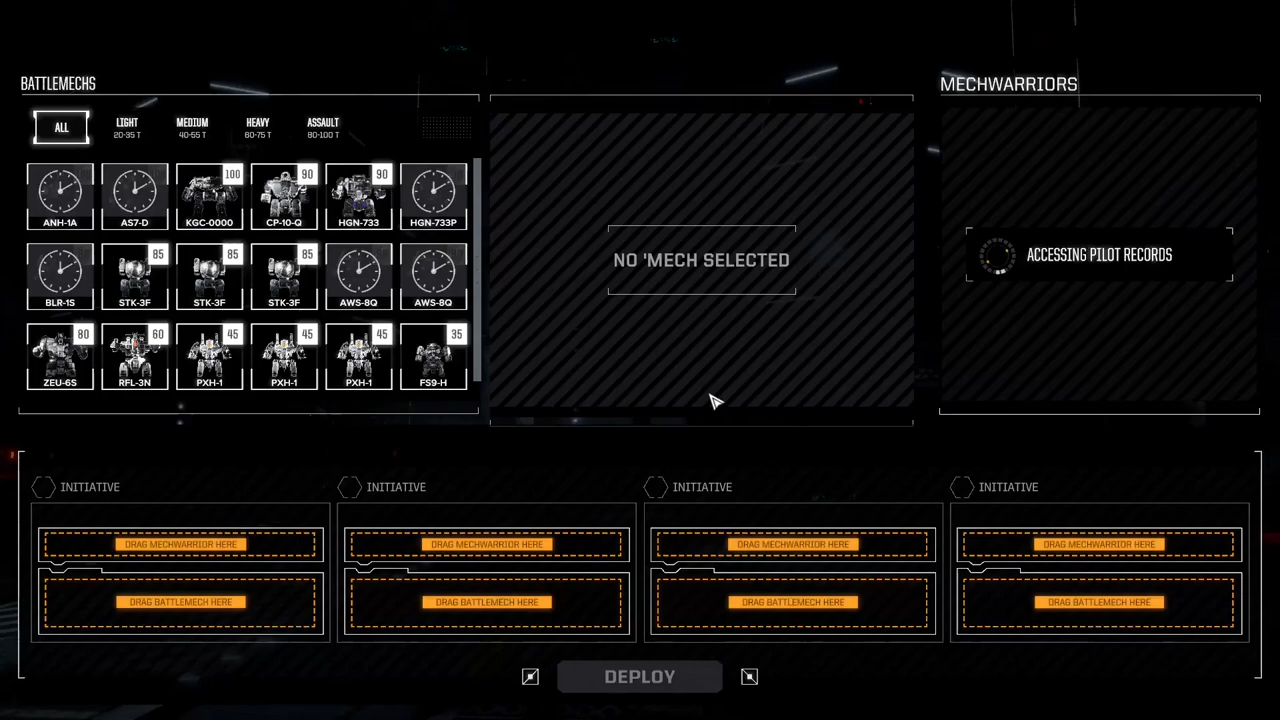 BATTLEMECHS
MECHWARRIORS
ALL
LIGHT
20-35 T
MEDIUM
40-55 T
HEAVY
60-75 T
ASSAULT
80-100 T
100
90
90
ANH-1A
AS7-D
KGC-0000
CP-10-Q
HGN-733
HGN-733P
85
85
85
BLR-1S
STK-3F
STK-3F
STK-3F
AWS-8Q
AWS-8Q
80
60
45
45
45
35
ZEU-6S
RFL-3N
PXH-1
PXH-1
PXH-1
FS9-H
NO 'MECH SELECTED
ACCESSING PILOT RECORDS
INITIATIVE
INITIATIVE
INITIATIVE
INITIATIVE
DRAG MECHWARRIOR HERE
DRAG MECHWARRIOR HERE
DRAG MECHWARRIOR HERE
DRAG MECHWARRIOR HERE
DRAG BATTLEMECH HERE
DRAG BATTLEMECH HERE
DRAG BATTLEMECH HERE
DRAG BATTLEMECH HERE
DEPLOY